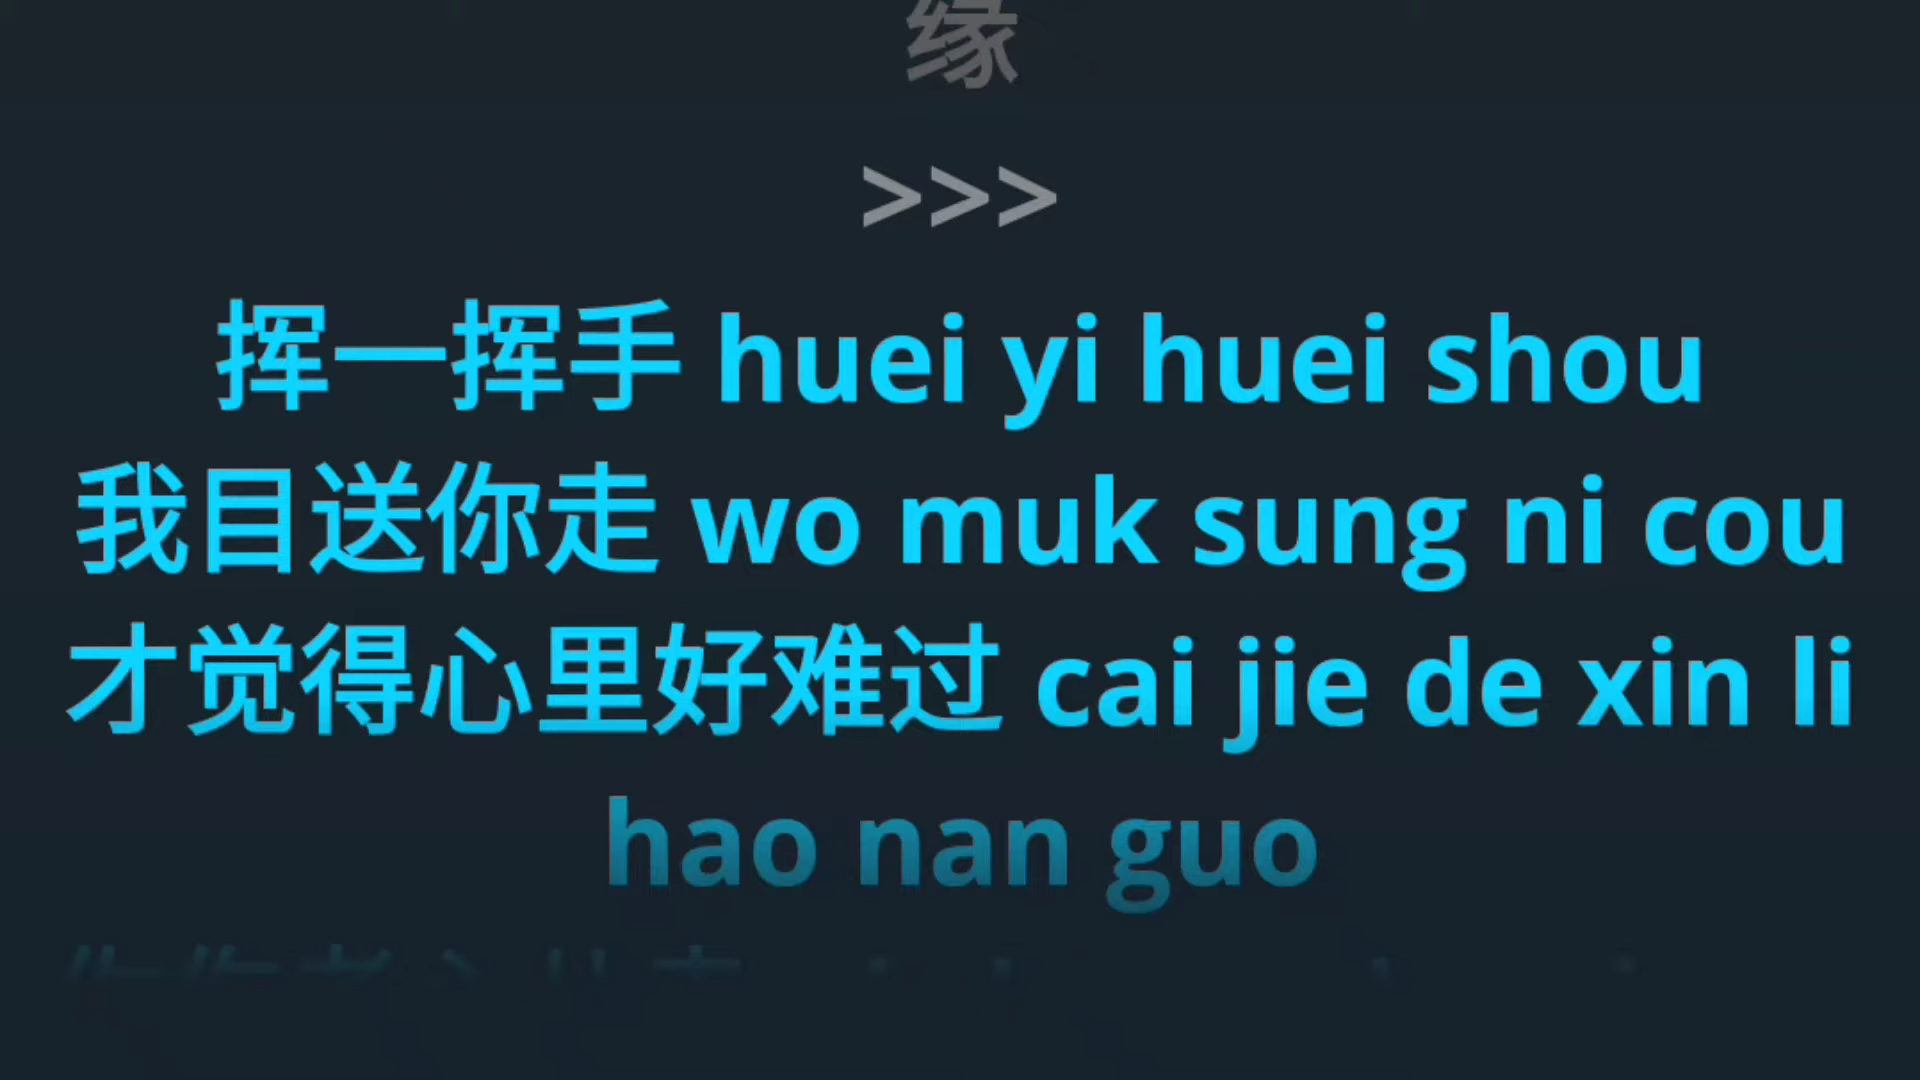 缘
>>>
挥一挥手 huei yi huei shou
我目送你走 wo muk sung ni cou
才觉得心里好难过 cai jie de xin li
hao nan guo